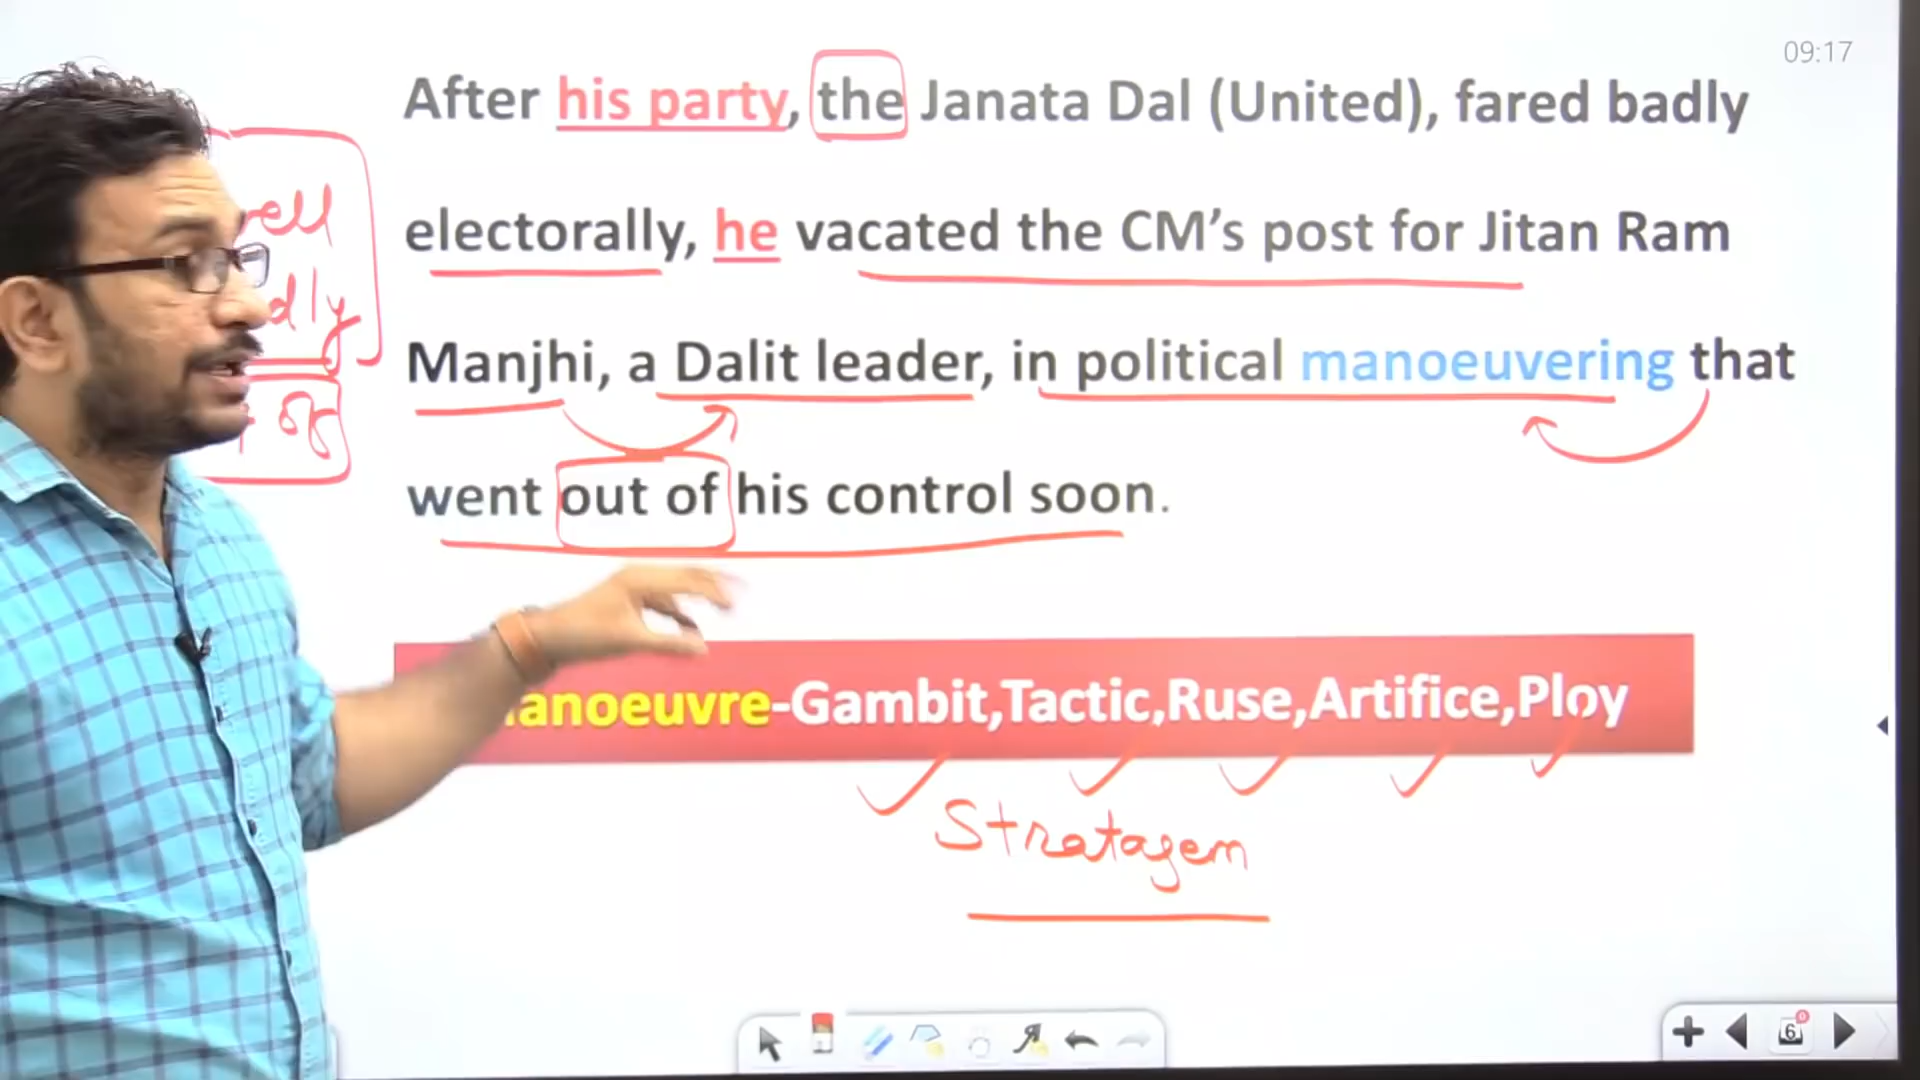 09:17
After his party, the Janata Dal (United), fared badly
electorally, he vacated the CM's post for Jitan Ram
Manjhi, a Dalit leader, in political manoeuvering that
went out of his control soon.
anoeuvre-Gambit,Tactic,Ruse,Artifice,Ploy
Stratagem
6